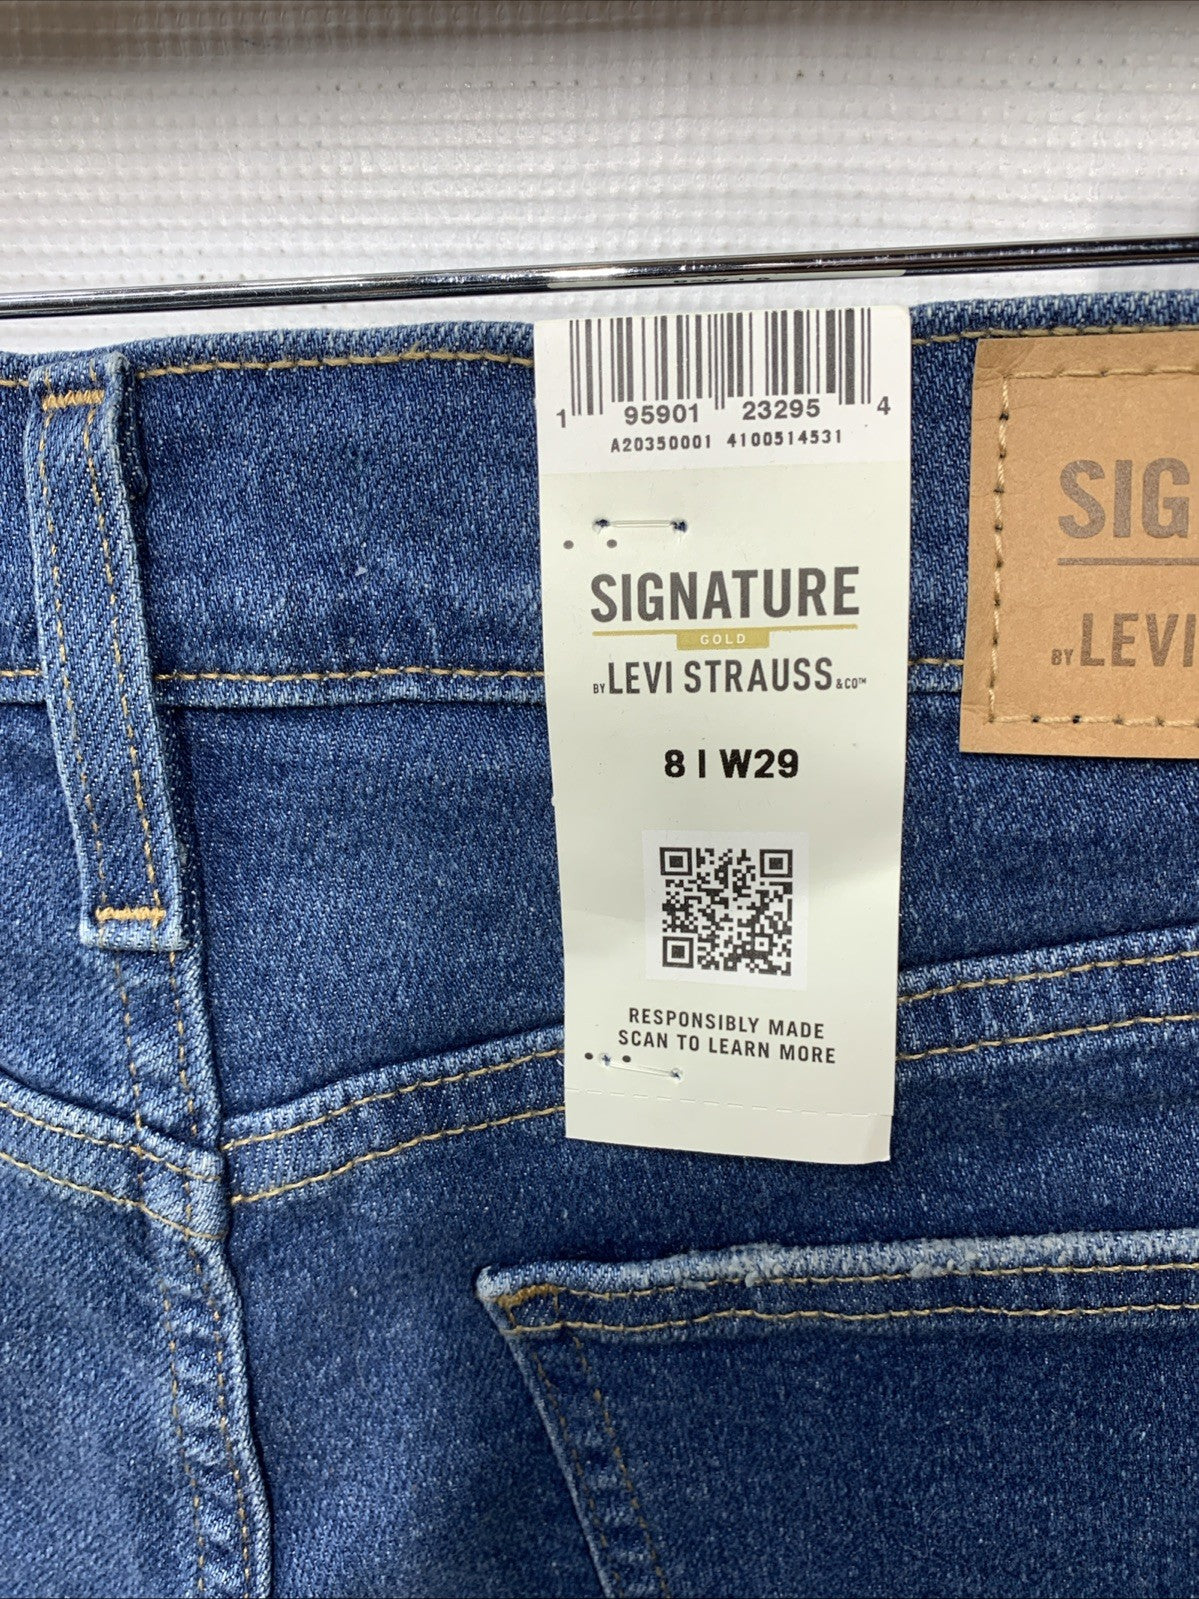 1 95901 23295 4
A20350001 4100514531
SIGNATURE
GOLD
BY LEVI STRAUSS & CO™
8 | W29
RESPONSIBLY MADE
SCAN TO LEARN MORE
SIG
BY LEVI